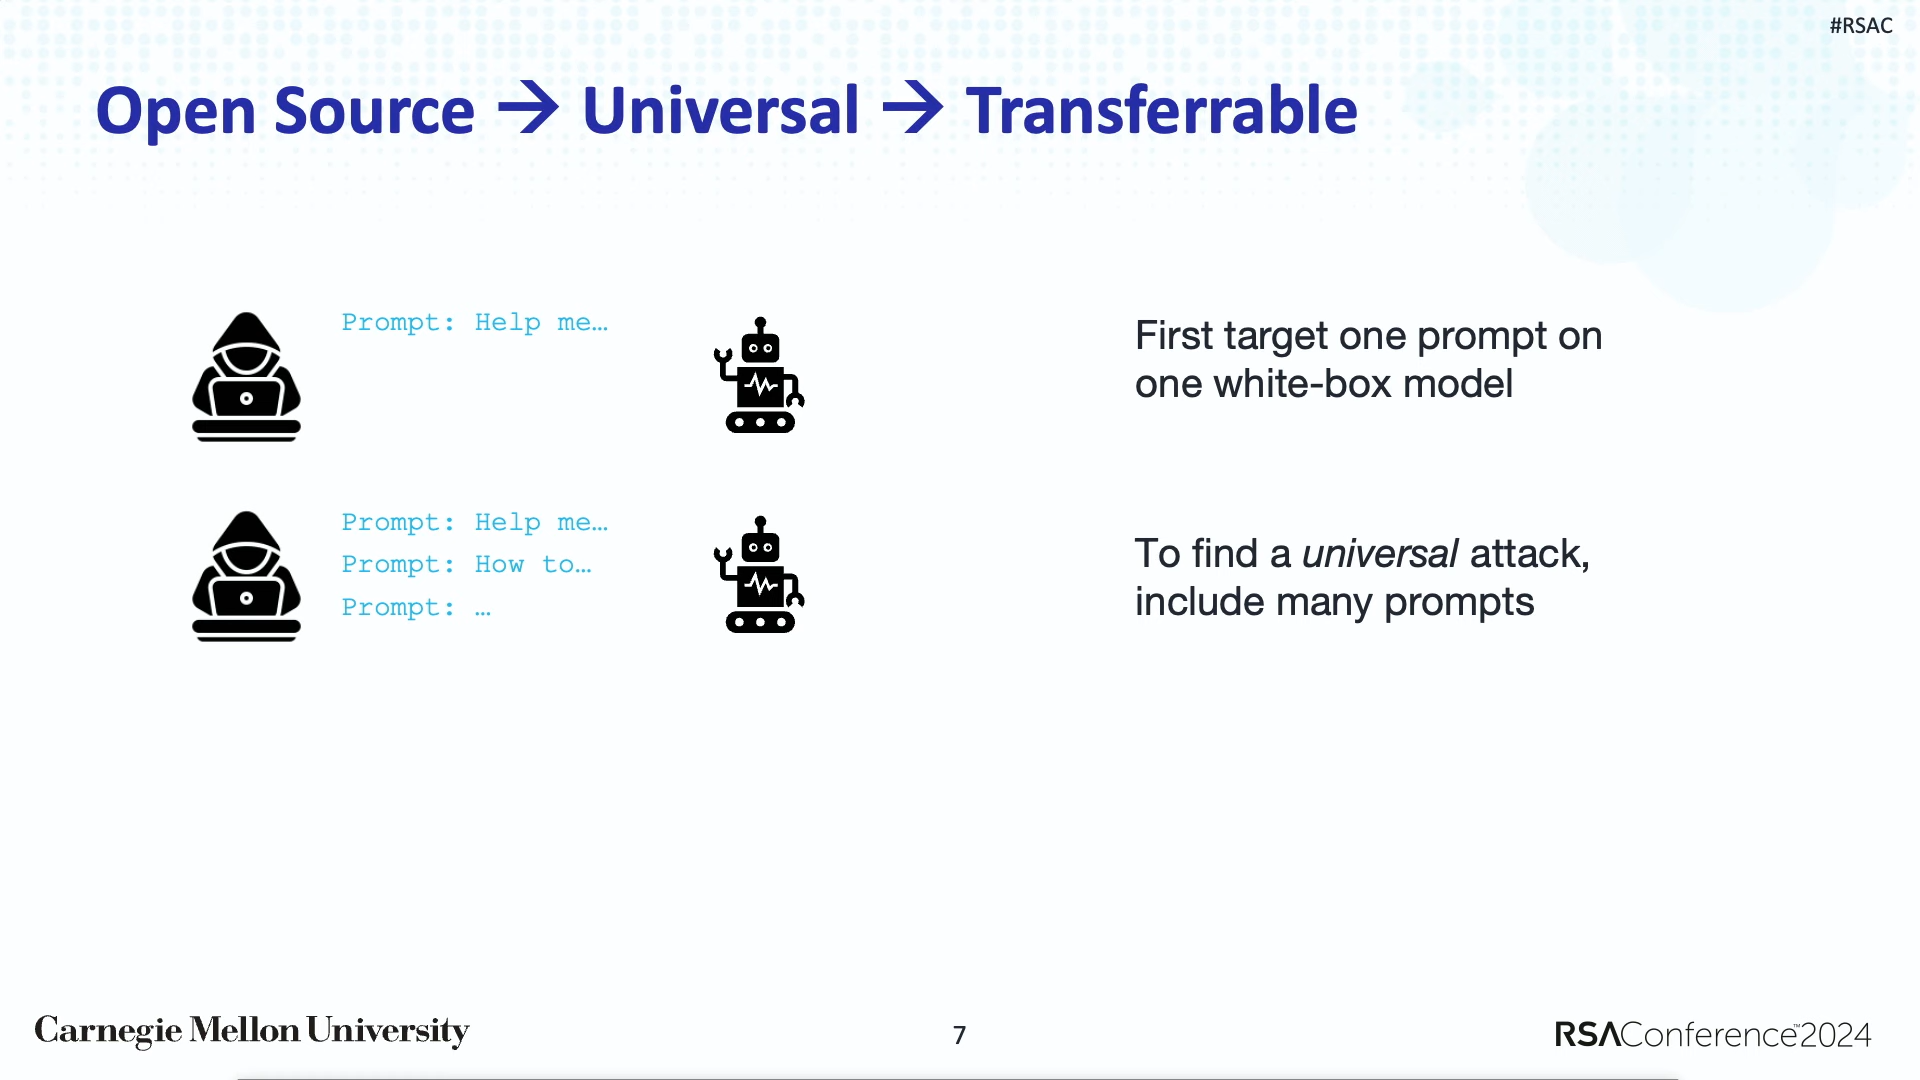 #RSAC
Open Source → Universal → Transferrable
Prompt: Help me…
First target one prompt on
one white-box model
Prompt: Help me…
Prompt: How to…
Prompt: …
To find a universal attack,
include many prompts
Carnegie Mellon University
7
RSAConference™2024